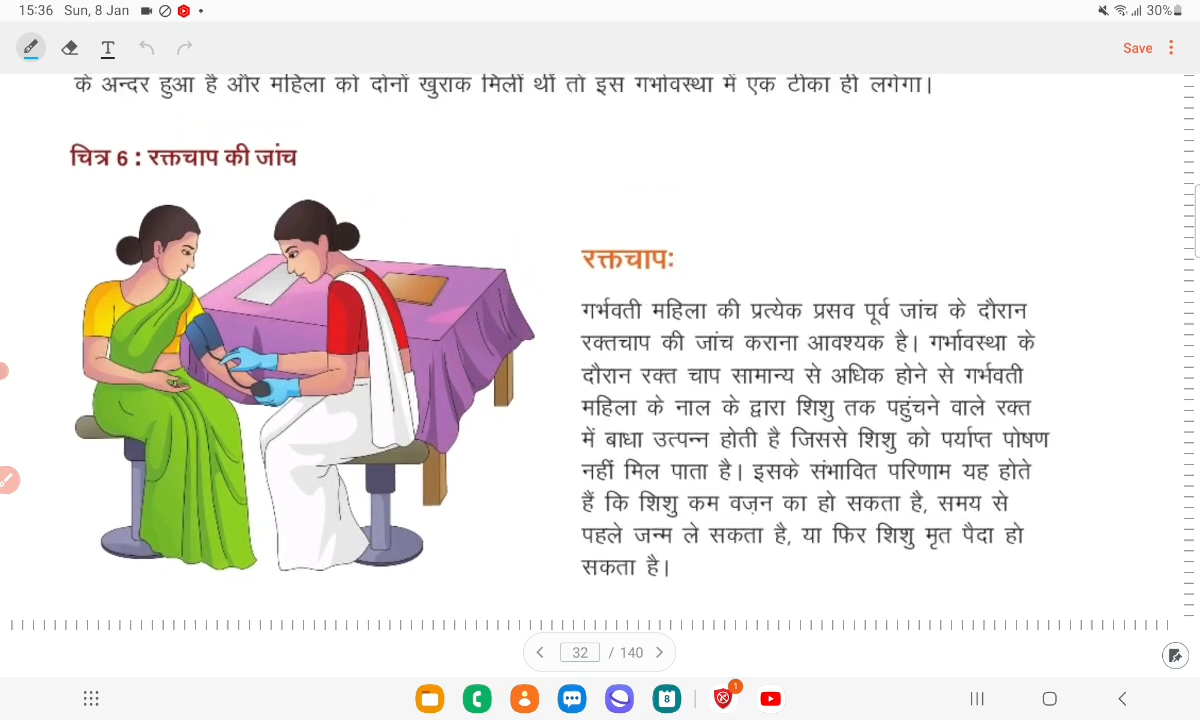 15:36 Sun, 8 Jan
30%
T
Save
के अन्दर हुआ है और महिला को दोनों खुराक मिली थीं तो इस गर्भावस्था में एक टीका ही लगेगा।
चित्र 6 : रक्तचाप की जांच
रक्तचापः
गर्भवती महिला की प्रत्येक प्रसव पूर्व जांच के दौरान
रक्तचाप की जांच कराना आवश्यक है। गर्भावस्था के
दौरान रक्त चाप सामान्य से अधिक होने से गर्भवती
महिला के नाल के द्वारा शिशु तक पहुंचने वाले रक्त
में बाधा उत्पन्न होती है जिससे शिशु को पर्याप्त पोषण
नहीं मिल पाता है। इसके संभावित परिणाम यह होते
हैं कि शिशु कम वज़न का हो सकता है, समय से
पहले जन्म ले सकता है, या फिर शिशु मृत पैदा हो
सकता है।
32 / 140
8
1